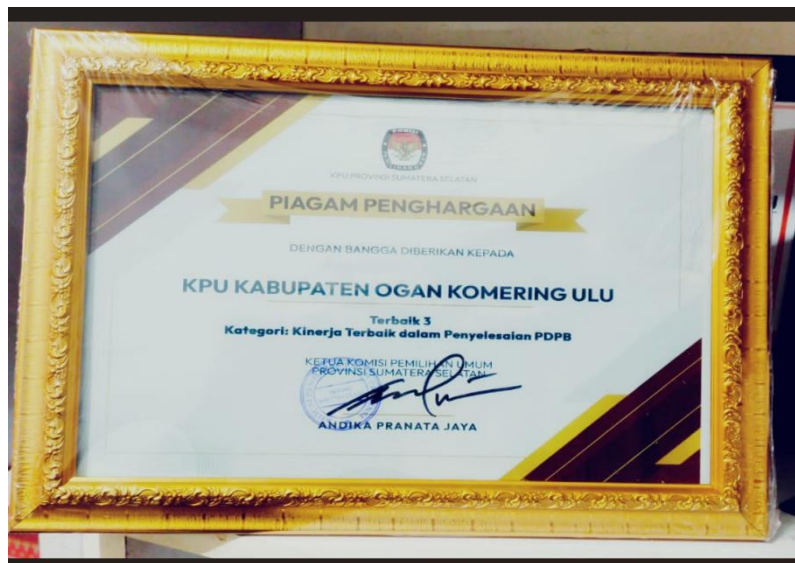 KPU PROVINSI SUMATERA SELATAN
PIAGAM PENGHARGAAN
DENGAN BANGGA DIBERIKAN KEPADA
KPU KABUPATEN OGAN KOMERING ULU
Terbaik 3
Kategori: Kinerja Terbaik dalam Penyelesaian PDPB
KETUA KOMISI PEMILIHAN UMUM
PROVINSI SUMATERA SELATAN
ANDIKA PRANATA JAYA